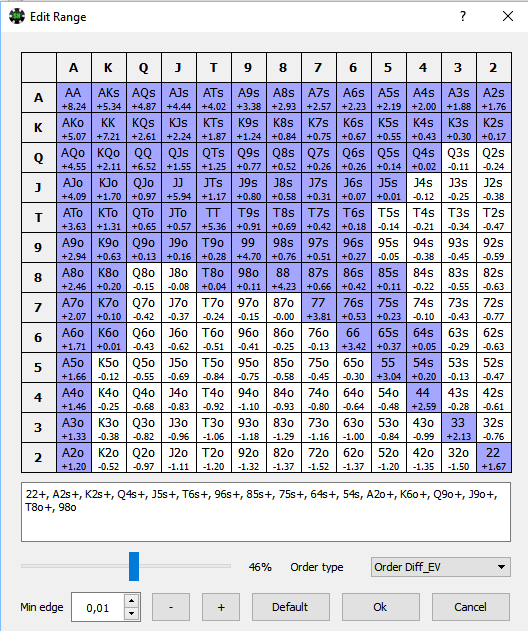 Edit Range
? ×
A K Q J T 9 8 7 6 5 4 3 2
A AA AKs AQs AJs ATs A9s A8s A7s A6s A5s A4s A3s A2s
+8.24 +5.34 +4.87 +4.44 +4.02 +3.38 +2.93 +2.57 +2.23 +2.19 +2.00 +1.88 +1.76
K AKo KK KQs KJs KTs K9s K8s K7s K6s K5s K4s K3s K2s
+5.07 +7.21 +2.61 +2.24 +1.87 +1.24 +0.84 +0.75 +0.67 +0.55 +0.43 +0.30 +0.17
Q AQo KQo QQ QJs QTs Q9s Q8s Q7s Q6s Q5s Q4s Q3s Q2s
+4.55 +2.11 +6.52 +1.55 +1.25 +0.77 +0.52 +0.26 +0.26 +0.14 +0.02 -0.11 -0.24
J AJo KJo QJo JJ JTs J9s J8s J7s J6s J5s J4s J3s J2s
+4.09 +1.70 +0.97 +5.94 +1.17 +0.80 +0.58 +0.31 +0.07 +0.01 -0.12 -0.25 -0.38
T ATo KTo QTo JTo TT T9s T8s T7s T6s T5s T4s T3s T2s
+3.63 +1.31 +0.65 +0.57 +5.36 +0.91 +0.69 +0.42 +0.18 -0.14 -0.21 -0.34 -0.47
9 A9o K9o Q9o J9o T9o 99 98s 97s 96s 95s 94s 93s 92s
+2.94 +0.63 +0.13 +0.16 +0.28 +4.70 +0.76 +0.51 +0.27 -0.05 -0.38 -0.45 -0.59
8 A8o K8o Q8o J8o T8o 98o 88 87s 86s 85s 84s 83s 82s
+2.46 +0.20 -0.15 -0.08 +0.04 +0.11 +4.23 +0.66 +0.42 +0.11 -0.22 -0.55 -0.63
7 A7o K7o Q7o J7o T7o 97o 87o 77 76s 75s 74s 73s 72s
+2.07 +0.10 -0.42 -0.37 -0.24 -0.15 -0.00 +3.81 +0.53 +0.23 -0.10 -0.43 -0.77
6 A6o K6o Q6o J6o T6o 96o 86o 76o 66 65s 64s 63s 62s
+1.71 +0.01 -0.43 -0.62 -0.51 -0.41 -0.25 -0.13 +3.42 +0.37 +0.05 -0.29 -0.63
5 A5o K5o Q5o J5o T5o 95o 85o 75o 65o 55 54s 53s 52s
+1.66 -0.12 -0.55 -0.69 -0.84 -0.75 -0.58 -0.45 -0.30 +3.04 +0.20 -0.13 -0.47
4 A4o K4o Q4o J4o T4o 94o 84o 74o 64o 54o 44 43s 42s
+1.46 -0.25 -0.68 -0.83 -0.92 -1.10 -0.93 -0.80 -0.64 -0.48 +2.59 -0.28 -0.61
3 A3o K3o Q3o J3o T3o 93o 83o 73o 63o 53o 43o 33 32s
+1.33 -0.38 -0.82 -0.96 -1.06 -1.18 -1.29 -1.16 -1.00 -0.84 -0.99 +2.13 -0.76
2 A2o K2o Q2o J2o T2o 92o 82o 72o 62o 52o 42o 32o 22
+1.20 -0.52 -0.97 -1.11 -1.20 -1.32 -1.37 -1.52 -1.37 -1.20 -1.35 -1.50 +1.67
22+, A2s+, K2s+, Q4s+, J5s+, T6s+, 96s+, 85s+, 75s+, 64s+, 54s, A2o+, K6o+, Q9o+, J9o+,
T8o+, 98o
46% Order type Order Diff_EV
Min edge 0,01 - + Default Ok Cancel